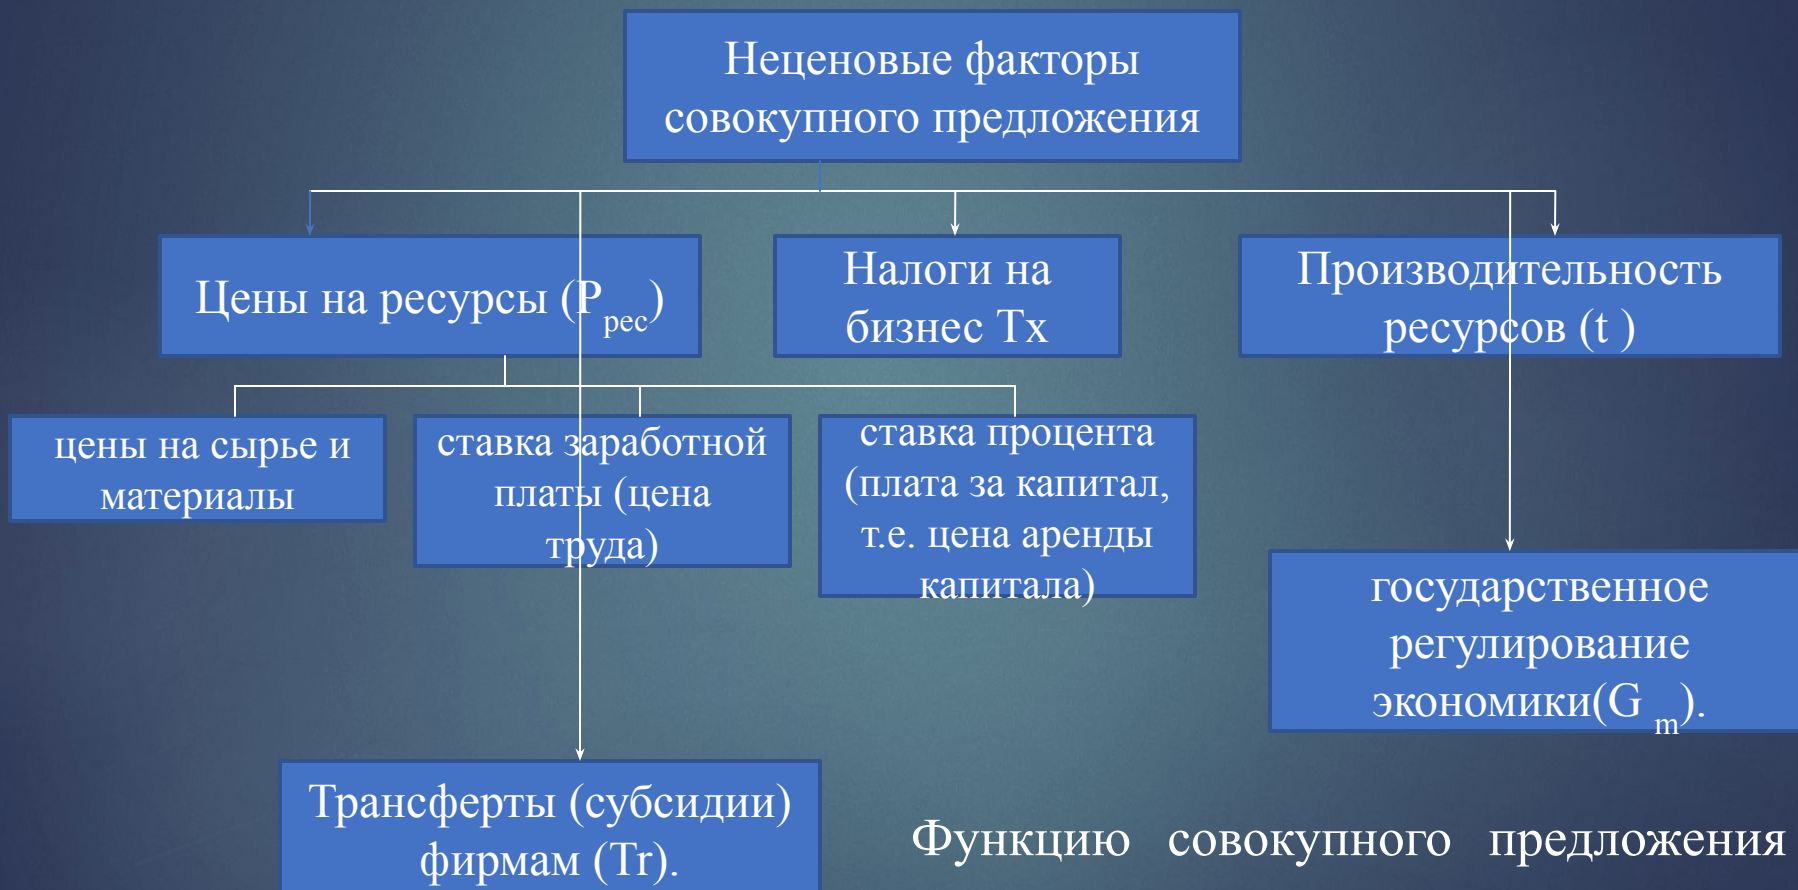 Неценовые факторы
совокупного предложения
Цены на ресурсы (Pрес)
Налоги на
бизнес Tx
Производительность
ресурсов (t )
цены на сырье и
материалы
ставка заработной
платы (цена
труда)
ставка процента
(плата за капитал,
т.е. цена аренды
капитала)
государственное
регулирование
экономики(G m).
Трансферты (субсидии)
фирмам (Tr).
Функцию совокупного предложения